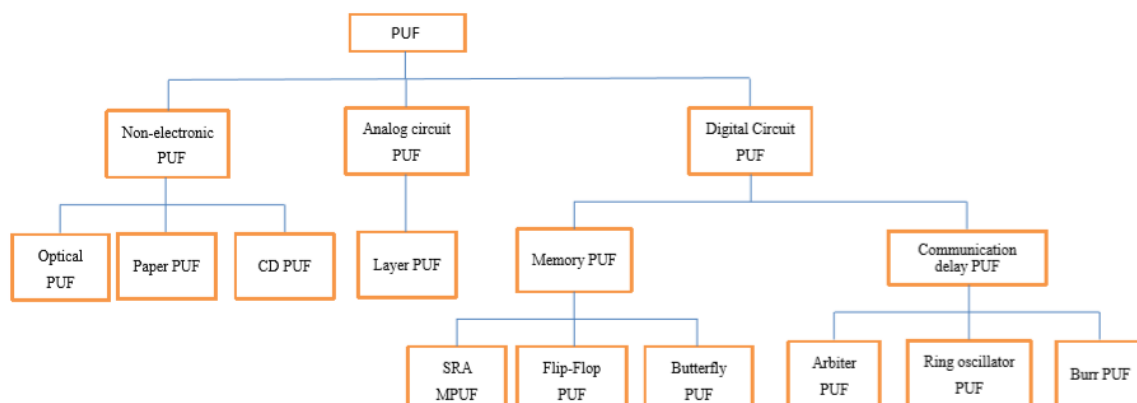 PUF
Non-electronic
PUF
Analog circuit
PUF
Digital Circuit
PUF
Optical
PUF
Paper PUF
CD PUF
Layer PUF
Memory PUF
Communication
delay PUF
SRA
MPUF
Flip-Flop
PUF
Butterfly
PUF
Arbiter
PUF
Ring oscillator
PUF
Burr PUF